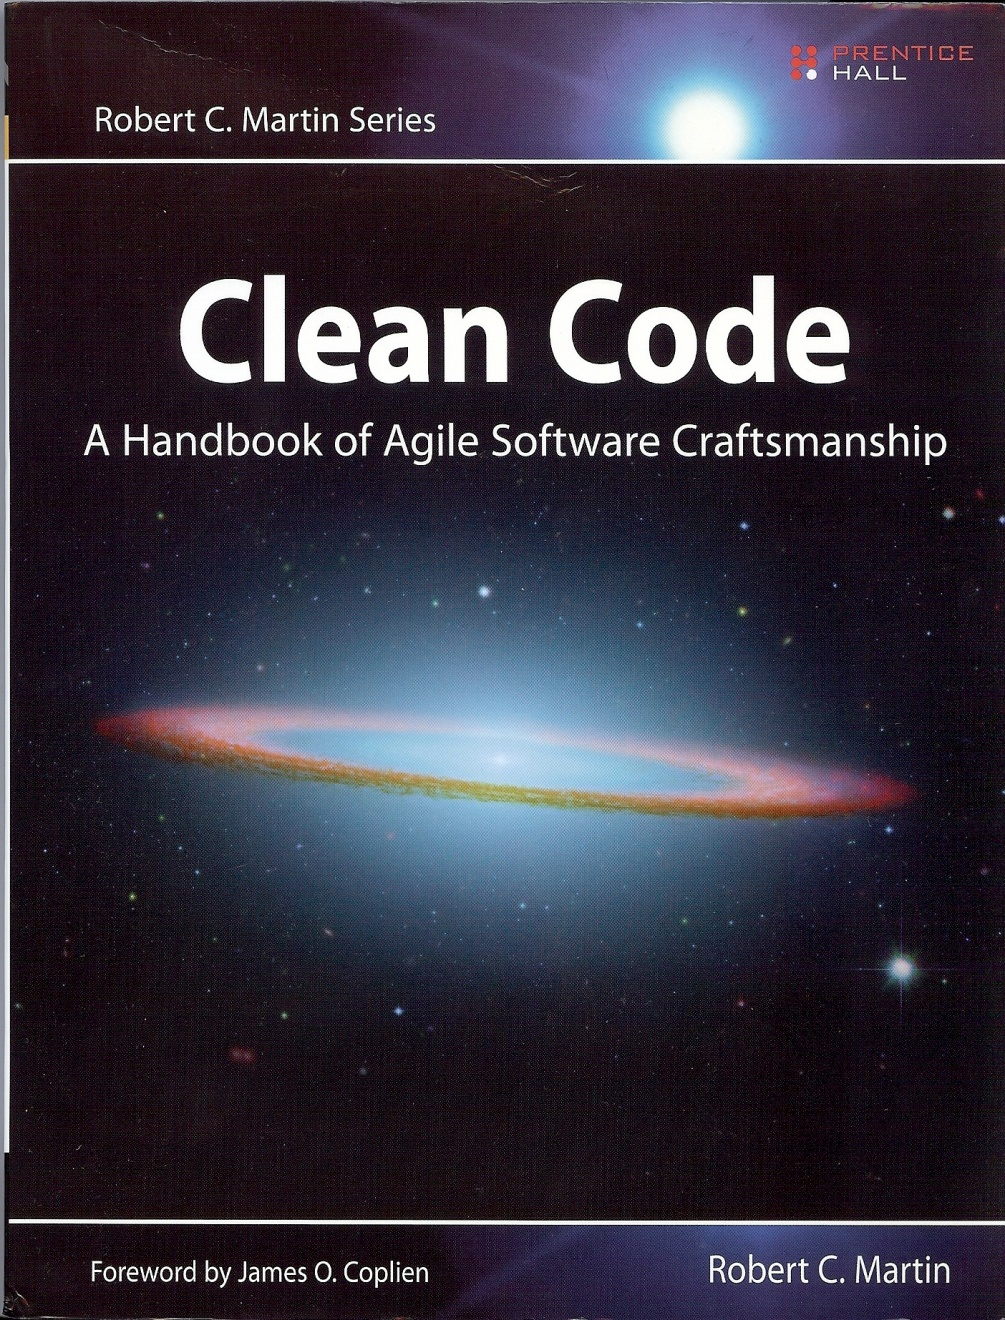 PRENTICE
HALL
Robert C. Martin Series
Clean Code
A Handbook of Agile Software Craftsmanship
Foreword by James O. Coplien
Robert C. Martin